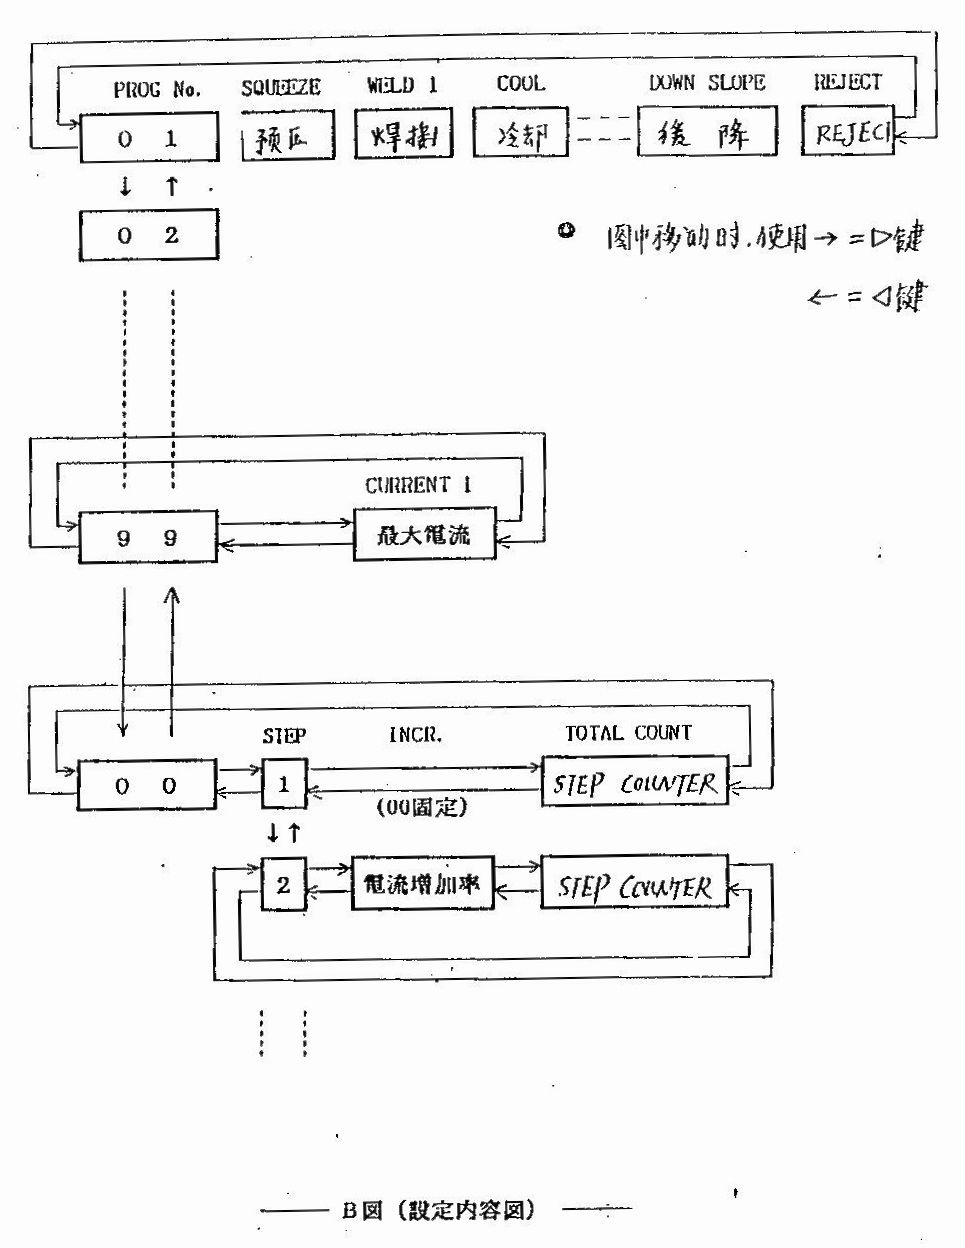 PROG No. SQUEEZE WELD 1 COOL DOWN SLOPE REJECT
0 1 预压 焊接 冷却 後 降 REJECT
↓ ↑
0 2
图中移动时.使用→=▷键
←=◁键
CURRENT 1
9 9 最大電流
STEP INCR. TOTAL COUNT
0 0 1 STEP COUNTER
(00固定)
↓↑
2 電流増加率 STEP COUNTER
B図 (設定内容図)